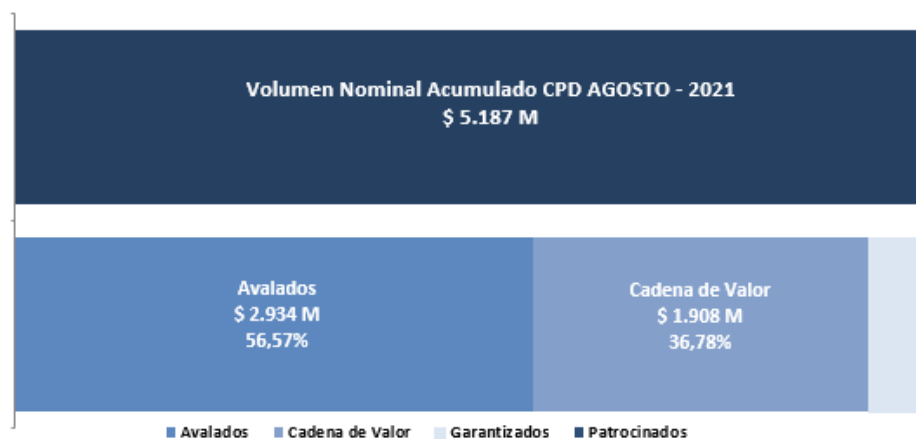 Volumen Nominal Acumulado CPD AGOSTO - 2021
$ 5.187 M
Avalados
$ 2.934 M
56,57%
Cadena de Valor
$ 1.908 M
36,78%
Avalados Cadena de Valor Garantizados Patrocinados